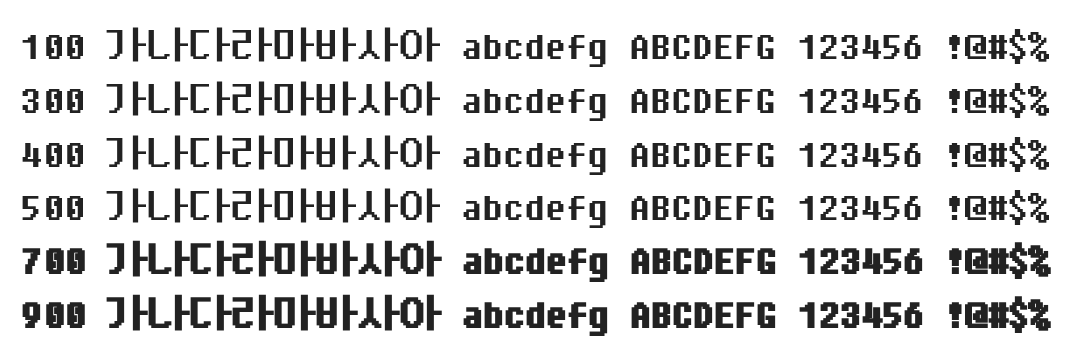 100 가나다라마바사아 abcdefg ABCDEFG 123456 !@#$%
300 가나다라마바사아 abcdefg ABCDEFG 123456 !@#$%
400 가나다라마바사아 abcdefg ABCDEFG 123456 !@#$%
500 가나다라마바사아 abcdefg ABCDEFG 123456 !@#$%
700 가나다라마바사아 abcdefg ABCDEFG 123456 !@#$%
900 가나다라마바사아 abcdefg ABCDEFG 123456 !@#$%